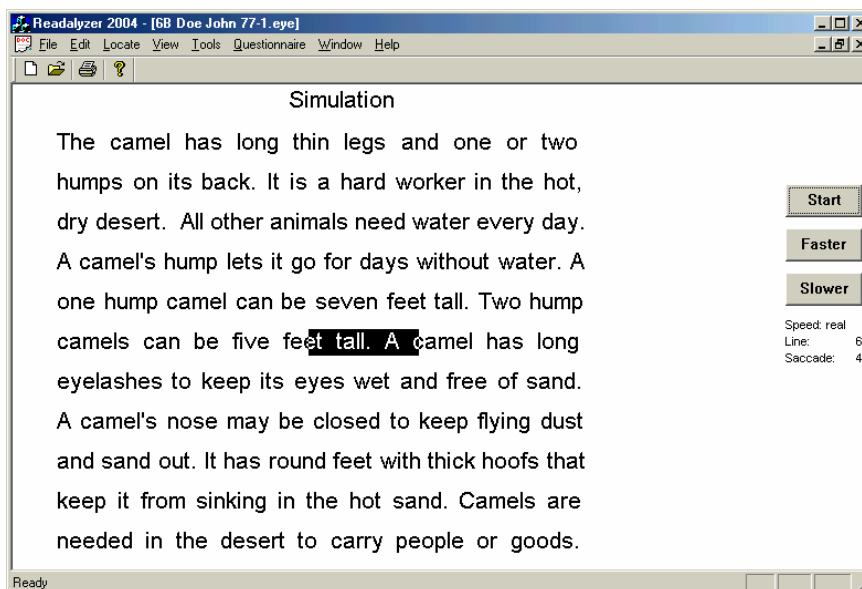 Readalyzer 2004 - [6B Doe John 77-1.eye]
File Edit Locate View Tools Questionnaire Window Help
Simulation
The camel has long thin legs and one or two
humps on its back. It is a hard worker in the hot,
dry desert. All other animals need water every day.
A camel's hump lets it go for days without water. A
one hump camel can be seven feet tall. Two hump
camels can be five feet tall. A camel has long
eyelashes to keep its eyes wet and free of sand.
A camel's nose may be closed to keep flying dust
and sand out. It has round feet with thick hoofs that
keep it from sinking in the hot sand. Camels are
needed in the desert to carry people or goods.
Start
Faster
Slower
Speed: real
Line: 6
Saccade: 4
Ready